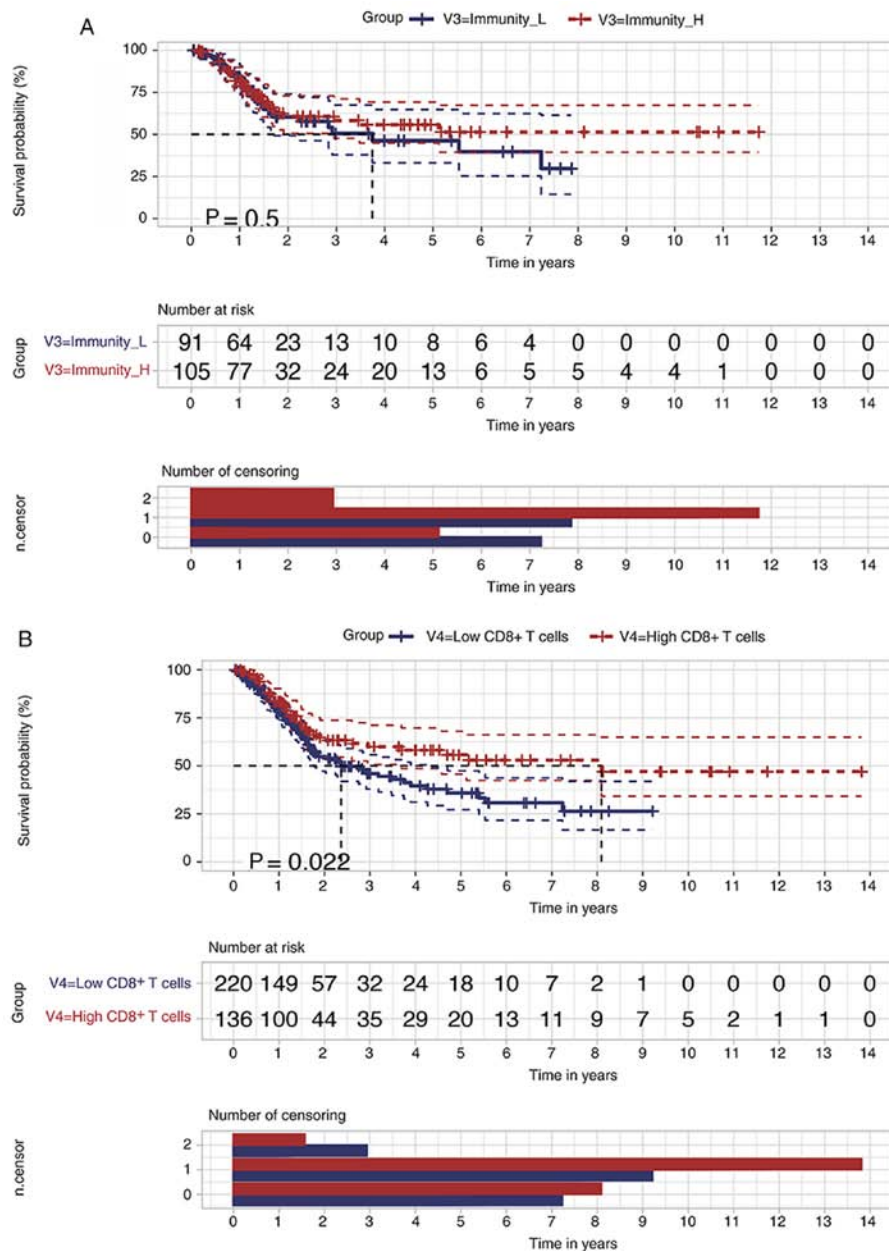 A
Group V3=Immunity_L V3=Immunity_H
Survival probability (%)
100
75
50
25
0
P = 0.5
0 1 2 3 4 5 6 7 8 9 10 11 12 13 14
Time in years
Number at risk
Group
V3=Immunity_L 91 64 23 13 10 8 6 4 0 0 0 0 0 0 0
V3=Immunity_H 105 77 32 24 20 13 6 5 5 4 4 1 0 0 0
0 1 2 3 4 5 6 7 8 9 10 11 12 13 14
Time in years
Number of censoring
n.censor
2
1
0
0 1 2 3 4 5 6 7 8 9 10 11 12 13 14
Time in years
B
Group V4=Low CD8+ T cells V4=High CD8+ T cells
Survival probability (%)
100
75
50
25
0
P = 0.022
0 1 2 3 4 5 6 7 8 9 10 11 12 13 14
Time in years
Number at risk
Group
V4=Low CD8+ T cells 220 149 57 32 24 18 10 7 2 1 0 0 0 0 0
V4=High CD8+ T cells 136 100 44 35 29 20 13 11 9 7 5 2 1 1 0
0 1 2 3 4 5 6 7 8 9 10 11 12 13 14
Time in years
Number of censoring
n.censor
2
1
0
0 1 2 3 4 5 6 7 8 9 10 11 12 13 14
Time in years